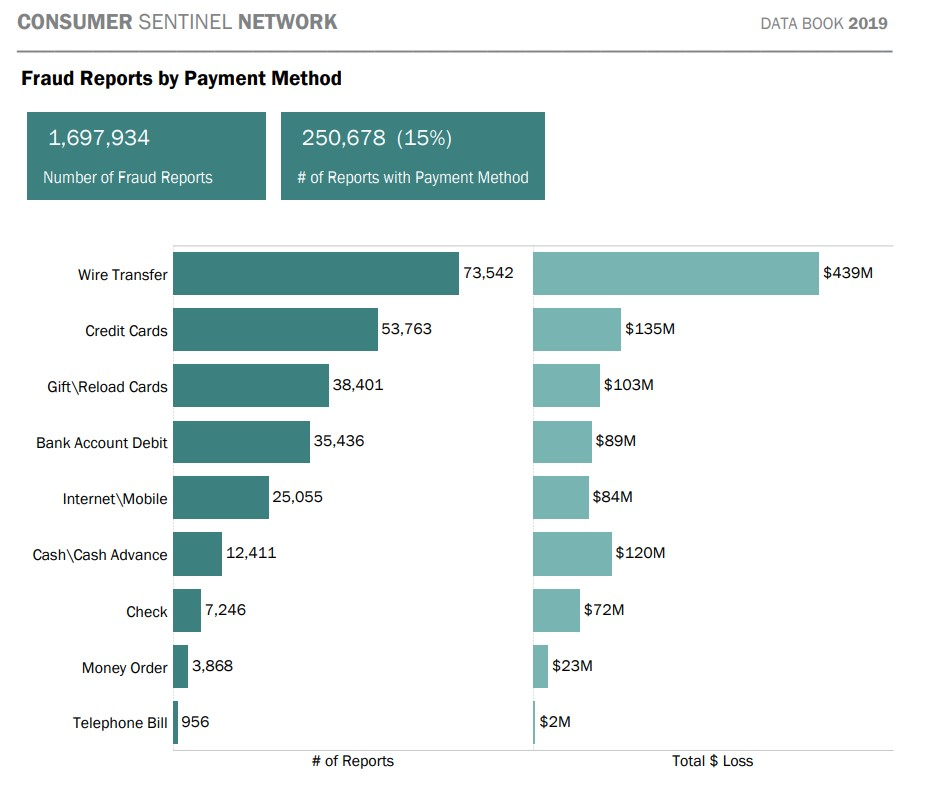 CONSUMER SENTINEL NETWORK DATA BOOK 2019
Fraud Reports by Payment Method
1,697,934 250,678 (15%)
Number of Fraud Reports # of Reports with Payment Method
Wire Transfer 73,542 $439M
Credit Cards 53,763 $135M
Gift\Reload Cards 38,401 $103M
Bank Account Debit 35,436 $89M
Internet\Mobile 25,055 $84M
Cash\Cash Advance 12,411 $120M
Check 7,246 $72M
Money Order 3,868 $23M
Telephone Bill 956 $2M
# of Reports Total $ Loss